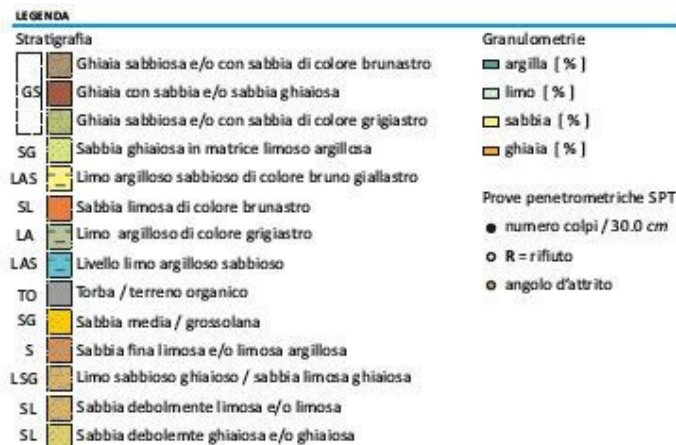 LEGENDA
Stratigrafia
Ghiaia sabbiosa e/o con sabbia di colore brunastro
GS
Ghiaia con sabbia e/o sabbia ghiaiosa
Ghiaia sabbiosa e/o con sabbia di colore grigiastro
SG Sabbia ghiaiosa in matrice limoso argillosa
LAS Limo argilloso sabbioso di colore bruno giallastro
SL Sabbia limosa di colore brunastro
LA Limo argilloso di colore grigiastro
LAS Livello limo argilloso sabbioso
TO Torba / terreno organico
SG Sabbia media / grossolana
S Sabbia fina limosa e/o limosa argillosa
LSG Limo sabbioso ghiaioso / sabbia limosa ghiaiosa
SL Sabbia debolmente limosa e/o limosa
SL Sabbia debolemte ghiaiosa e/o ghiaiosa
Granulometrie
argilla [ % ]
limo [ % ]
sabbia [ % ]
ghiaia [ % ]
Prove penetrometriche SPT
numero colpi / 30.0 cm
R = rifiuto
angolo d'attrito